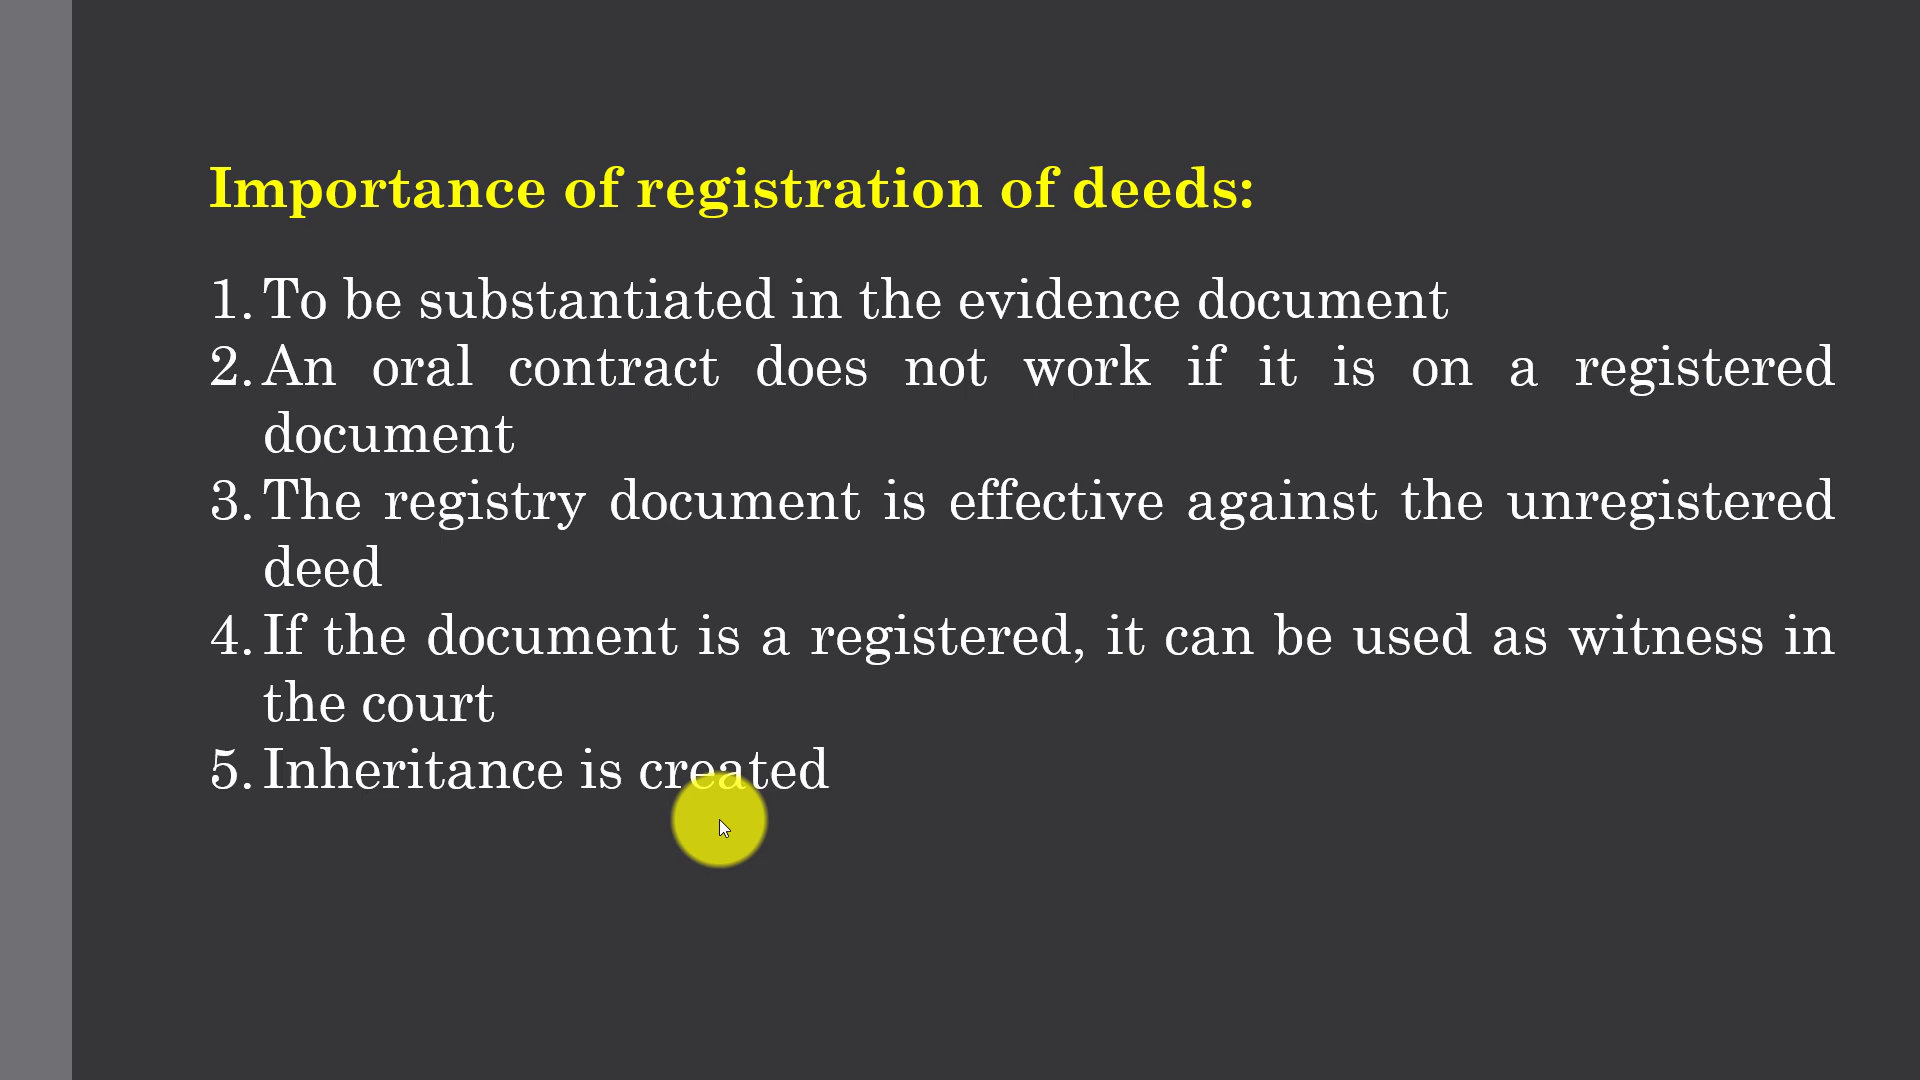 Importance of registration of deeds:
1. To be substantiated in the evidence document
2. An oral contract does not work if it is on a registered
document
3. The registry document is effective against the unregistered
deed
4. If the document is a registered, it can be used as witness in
the court
5. Inheritance is created